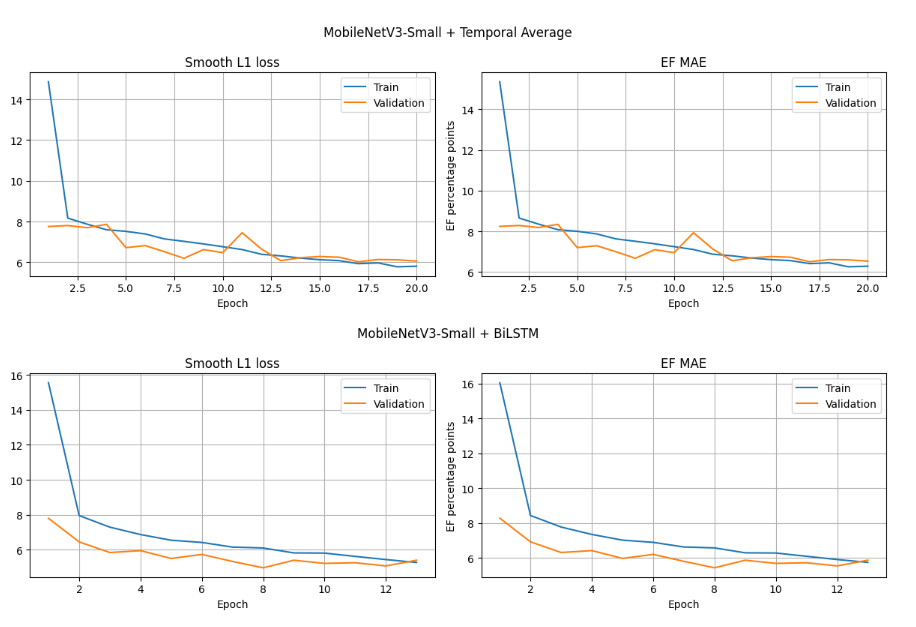 MobileNetV3-Small + Temporal Average
Smooth L1 loss
14
12
10
8
6
2.5 5.0 7.5 10.0 12.5 15.0 17.5 20.0
Epoch
Train
Validation
EF MAE
EF percentage points
14
12
10
8
6
2.5 5.0 7.5 10.0 12.5 15.0 17.5 20.0
Epoch
Train
Validation
MobileNetV3-Small + BiLSTM
Smooth L1 loss
16
14
12
10
8
6
2 4 6 8 10 12
Epoch
Train
Validation
EF MAE
EF percentage points
16
14
12
10
8
6
2 4 6 8 10 12
Epoch
Train
Validation